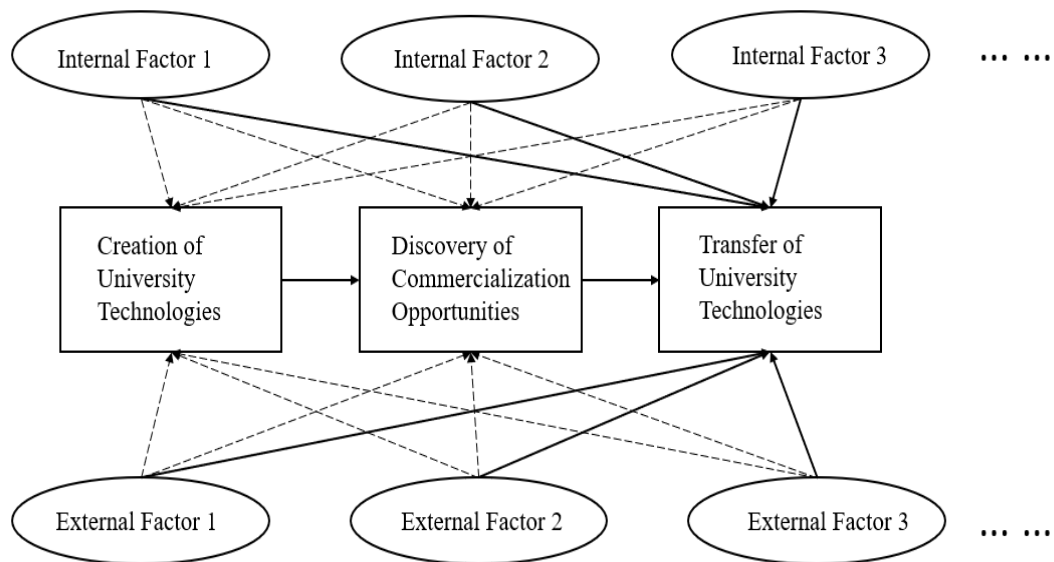 Internal Factor 1
Internal Factor 2
Internal Factor 3
... ...
Creation of
University
Technologies
Discovery of
Commercialization
Opportunities
Transfer of
University
Technologies
External Factor 1
External Factor 2
External Factor 3
... ...